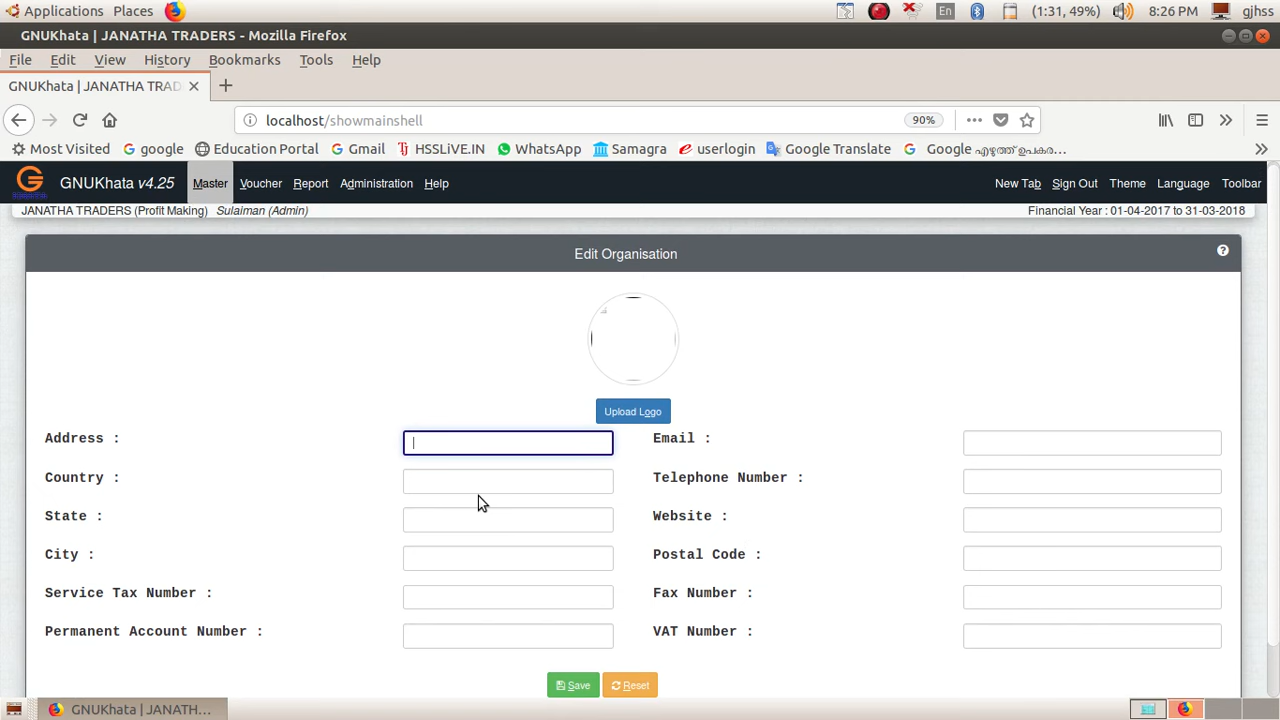 Applications Places En (1:31, 49%) 8:26 PM gjhss
GNUKhata | JANATHA TRADERS - Mozilla Firefox
File Edit View History Bookmarks Tools Help
GNUKhata | JANATHA TRAD
localhost/showmainshell 90%
Most Visited google Education Portal Gmail HSSLiVE.IN WhatsApp Samagra userlogin Google Translate Google എഴുത്ത് ഉപകര...
GNUKhata v4.25 Master Voucher Report Administration Help New Tab Sign Out Theme Language Toolbar
JANATHA TRADERS (Profit Making) Sulaiman (Admin) Financial Year : 01-04-2017 to 31-03-2018
Edit Organisation
Upload Logo
Address : Email :
Country : Telephone Number :
State : Website :
City : Postal Code :
Service Tax Number : Fax Number :
Permanent Account Number : VAT Number :
Save Reset
GNUKhata | JANATH...